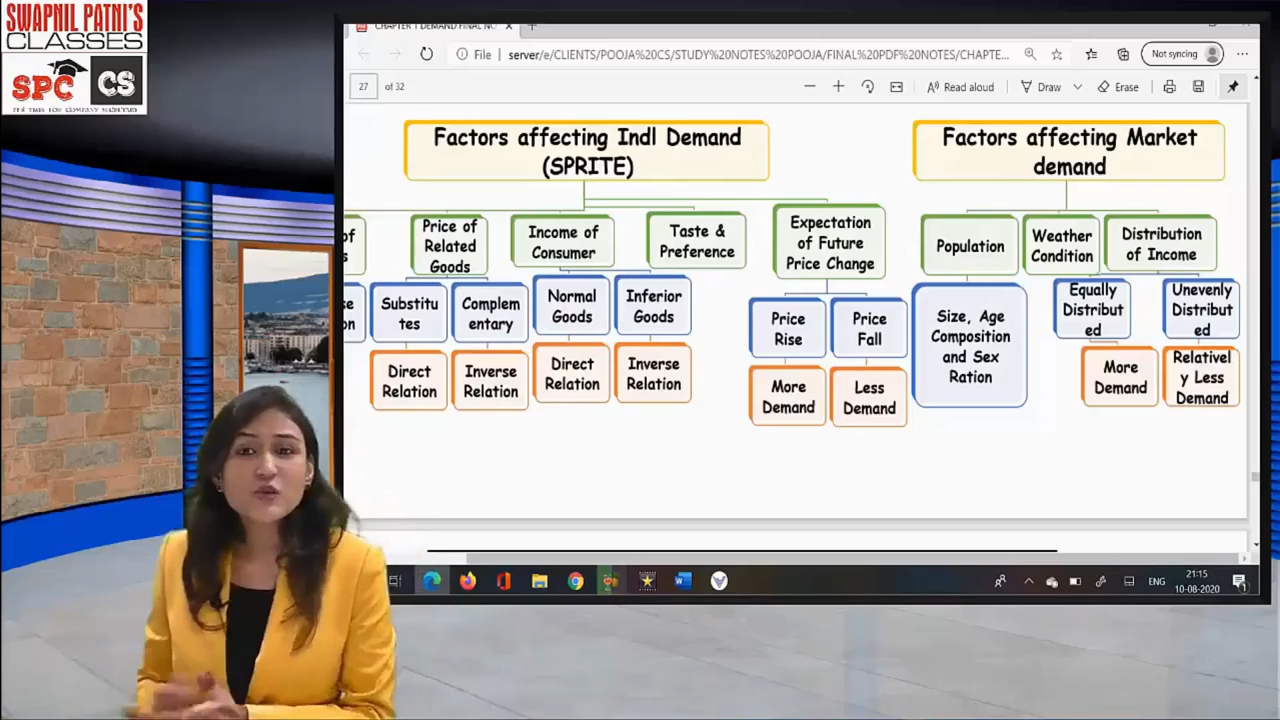 SWAPNIL PATNI'S
CLASSES
SPC CS
CHAPTER 1 DEMAND FINAL NO
File server/e/CLIENTS/POOJA%20CS/STUDY%20NOTES%20POOJA/FINAL%20PDF%20NOTES/CHAPTE...
Not syncing
27 of 32
Read aloud
Draw
Erase
Factors affecting Indl Demand
(SPRITE)
Factors affecting Market
demand
Price of
Related
Goods
Income of
Consumer
Taste &
Preference
Expectation
of Future
Price Change
Population
Weather
Condition
Distribution
of Income
Substitu
tes
Complem
entary
Normal
Goods
Inferior
Goods
Price
Rise
Price
Fall
Size, Age
Composition
and Sex
Ration
Equally
Distribut
ed
Unevenly
Distribut
ed
Direct
Relation
Inverse
Relation
Direct
Relation
Inverse
Relation
More
Demand
Less
Demand
More
Demand
Relativel
y Less
Demand
ENG
21:15
10-08-2020